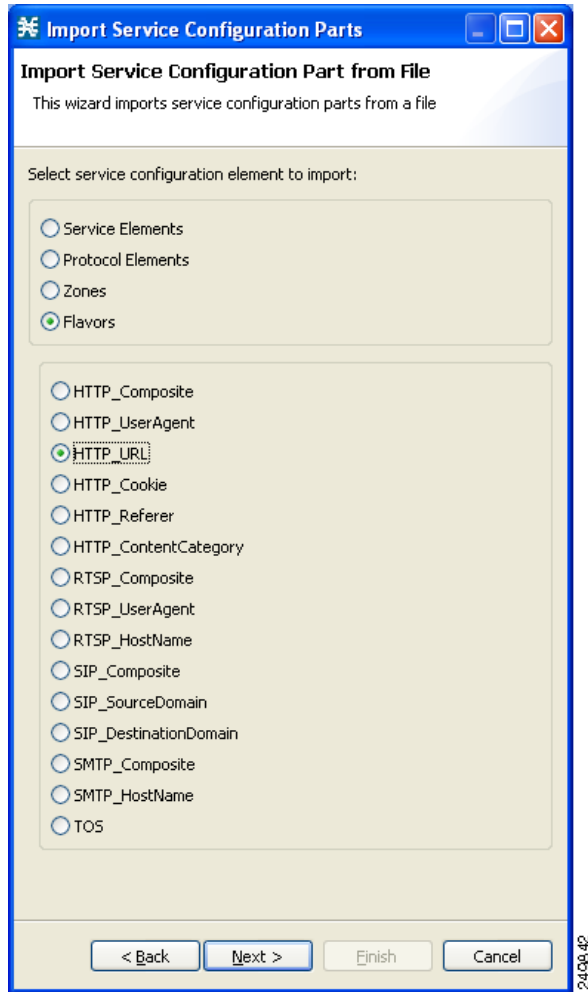 Import Service Configuration Parts
Import Service Configuration Part from File
This wizard imports service configuration parts from a file
Select service configuration element to import:
Service Elements
Protocol Elements
Zones
Flavors
HTTP_Composite
HTTP_UserAgent
HTTP_URL
HTTP_Cookie
HTTP_Referer
HTTP_ContentCategory
RTSP_Composite
RTSP_UserAgent
RTSP_HostName
SIP_Composite
SIP_SourceDomain
SIP_DestinationDomain
SMTP_Composite
SMTP_HostName
TOS
< Back Next > Finish Cancel
249842